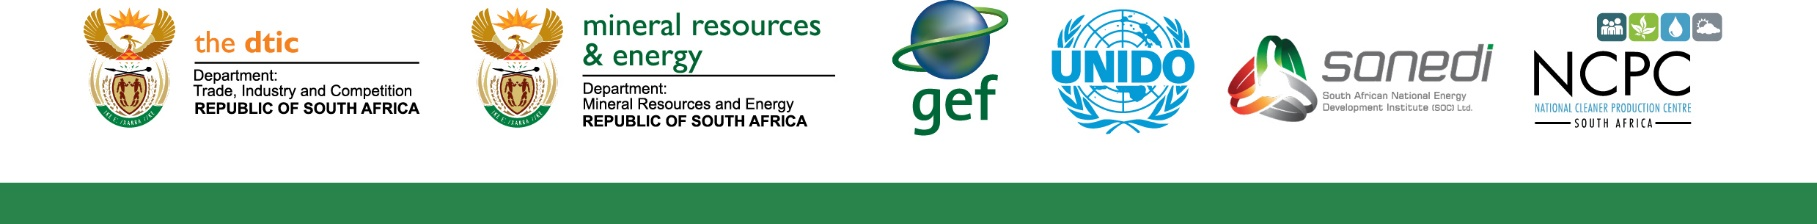 the dtic
Department:
Trade, Industry and Competition
REPUBLIC OF SOUTH AFRICA
mineral resources
& energy
Department:
Mineral Resources and Energy
REPUBLIC OF SOUTH AFRICA
gef
UNIDO
sanedi
South African National Energy
Development Institute (SOC) Ltd.
NCPC
NATIONAL CLEANER PRODUCTION CENTRE
SOUTH AFRICA